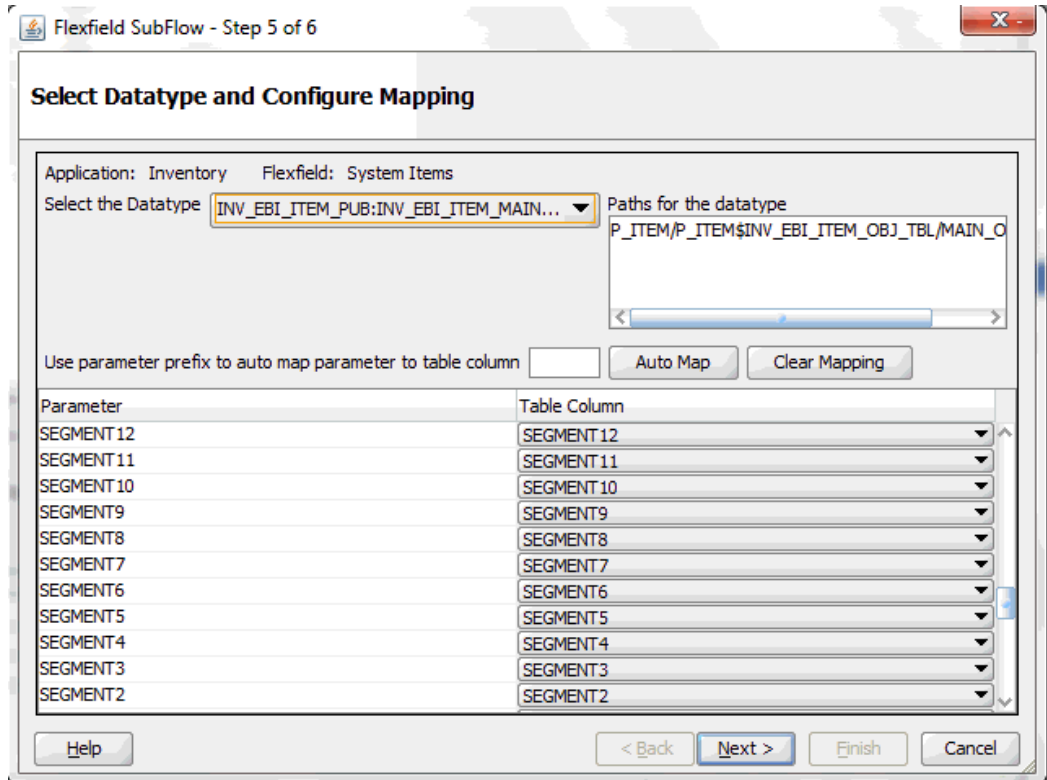 Flexfield SubFlow - Step 5 of 6
Select Datatype and Configure Mapping
Application: Inventory Flexfield: System Items
Select the Datatype INV_EBI_ITEM_PUB:INV_EBI_ITEM_MAIN... Paths for the datatype
P_ITEM/P_ITEM$INV_EBI_ITEM_OBJ_TBL/MAIN_O
Use parameter prefix to auto map parameter to table column Auto Map Clear Mapping
Parameter Table Column
SEGMENT12 SEGMENT12
SEGMENT11 SEGMENT11
SEGMENT10 SEGMENT10
SEGMENT9 SEGMENT9
SEGMENT8 SEGMENT8
SEGMENT7 SEGMENT7
SEGMENT6 SEGMENT6
SEGMENT5 SEGMENT5
SEGMENT4 SEGMENT4
SEGMENT3 SEGMENT3
SEGMENT2 SEGMENT2
Help < Back Next > Finish Cancel